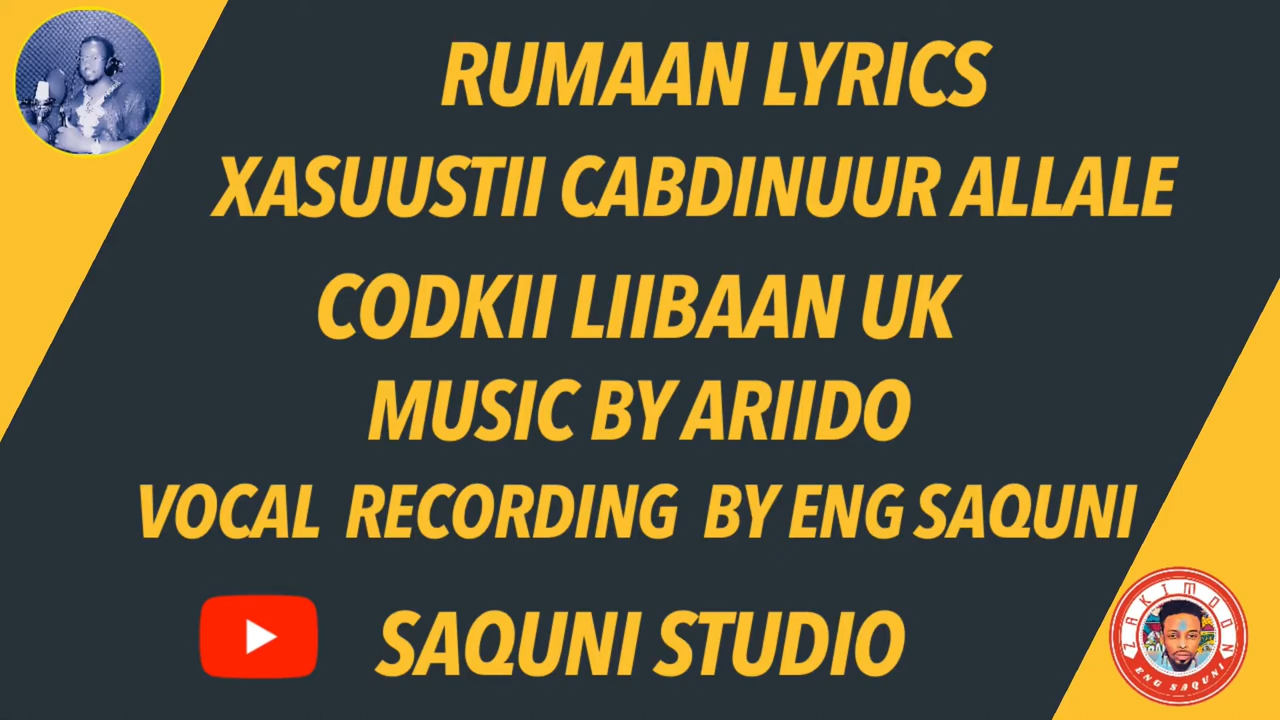 RUMAAN LYRICS
XASUUSTII CABDINUUR ALLALE
CODKII LIIBAAN UK
MUSIC BY ARIIDO
VOCAL RECORDING BY ENG SAQUNI
SAQUNI STUDIO
ZAKIMOON
ENG SAQUNI